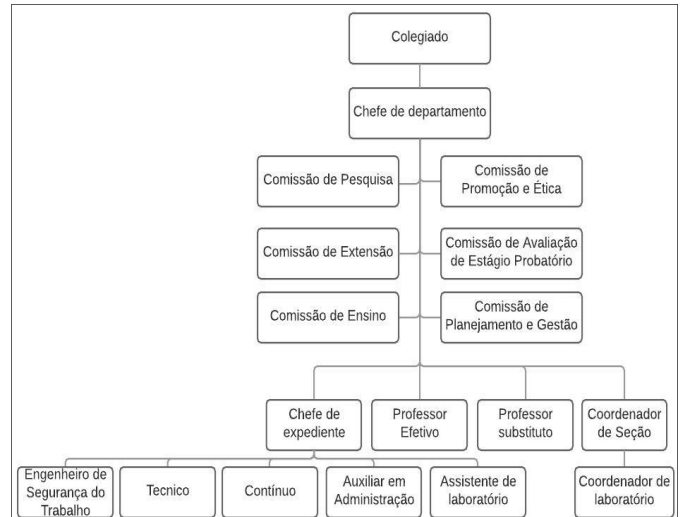 Colegiado
Chefe de departamento
Comissão de Pesquisa
Comissão de
Promoção e Ética
Comissão de Extensão
Comissão de Avaliação
de Estágio Probatório
Comissão de Ensino
Comissão de
Planejamento e Gestão
Chefe de
expediente
Professor
Efetivo
Professor
substituto
Coordenador
de Seção
Engenheiro de
Segurança do
Trabalho
Tecnico
Contínuo
Auxiliar em
Administração
Assistente de
laboratório
Coordenador de
laboratório